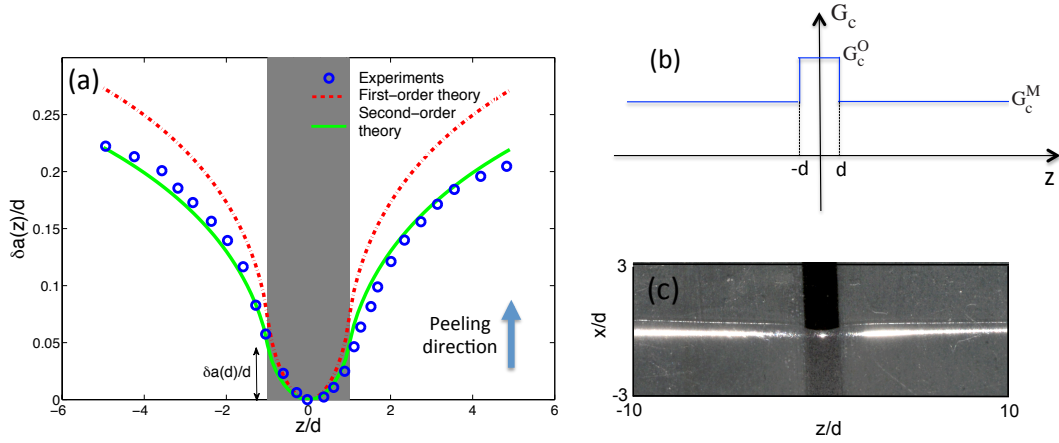 (a)
Experiments
First−order theory
Second−order
theory
0.25
0.2
0.15
0.1
0.05
0
δa(z)/d
δa(d)/d
Peeling
direction
−6
−4
−2
0
2
4
6
z/d
(b)
G_c
G_c^O
G_c^M
-d
d
z
(c)
3
x/d
-3
-10
z/d
10